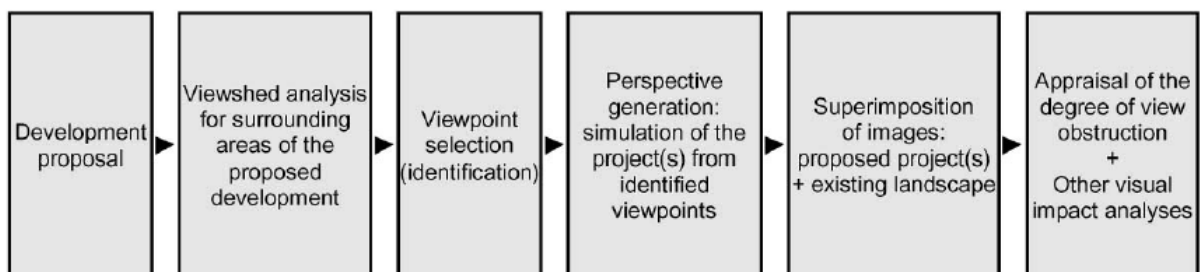 Development
proposal
Viewshed analysis
for surrounding
areas of the
proposed
development
Viewpoint
selection
(identification)
Perspective
generation:
simulation of the
project(s) from
identified
viewpoints
Superimposition
of images:
proposed project(s)
+ existing landscape
Appraisal of the
degree of view
obstruction
+
Other visual
impact analyses